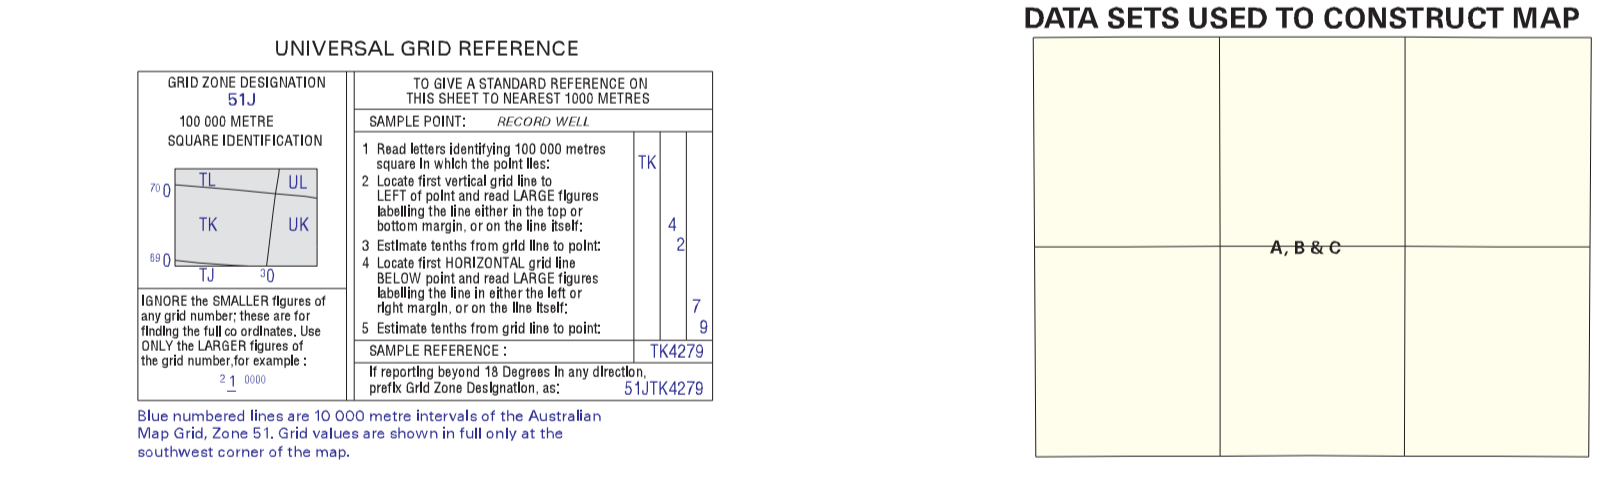 UNIVERSAL GRID REFERENCE
GRID ZONE DESIGNATION
51J
100 000 METRE
SQUARE IDENTIFICATION
TL
UL
70 0
TK
UK
69 0
TJ
30
IGNORE the SMALLER figures of
any grid number; these are for
finding the full co ordinates. Use
ONLY the LARGER figures of
the grid number,for example :
2 1 0000
TO GIVE A STANDARD REFERENCE ON
THIS SHEET TO NEAREST 1000 METRES
SAMPLE POINT: RECORD WELL
1 Read letters identifying 100 000 metres
square in which the point lies:
TK
2 Locate first vertical grid line to
LEFT of point and read LARGE figures
labelling the line either in the top or
bottom margin, or on the line itself:
4
3 Estimate tenths from grid line to point:
2
4 Locate first HORIZONTAL grid line
BELOW point and read LARGE figures
labelling the line in either the left or
right margin, or on the line itself:
7
5 Estimate tenths from grid line to point:
9
SAMPLE REFERENCE :
TK4279
If reporting beyond 18 Degrees in any direction,
prefix Grid Zone Designation, as:
51JTK4279
Blue numbered lines are 10 000 metre intervals of the Australian
Map Grid, Zone 51. Grid values are shown in full only at the
southwest corner of the map.
DATA SETS USED TO CONSTRUCT MAP
A, B & C